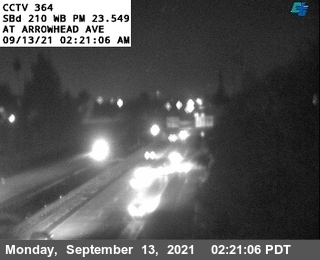 CCTV 364
SBd 210 WB PM 23.549
AT ARROWHEAD AVE
09/13/21 02:21:06 AM
Monday, September 13, 2021 02:21:06 PDT